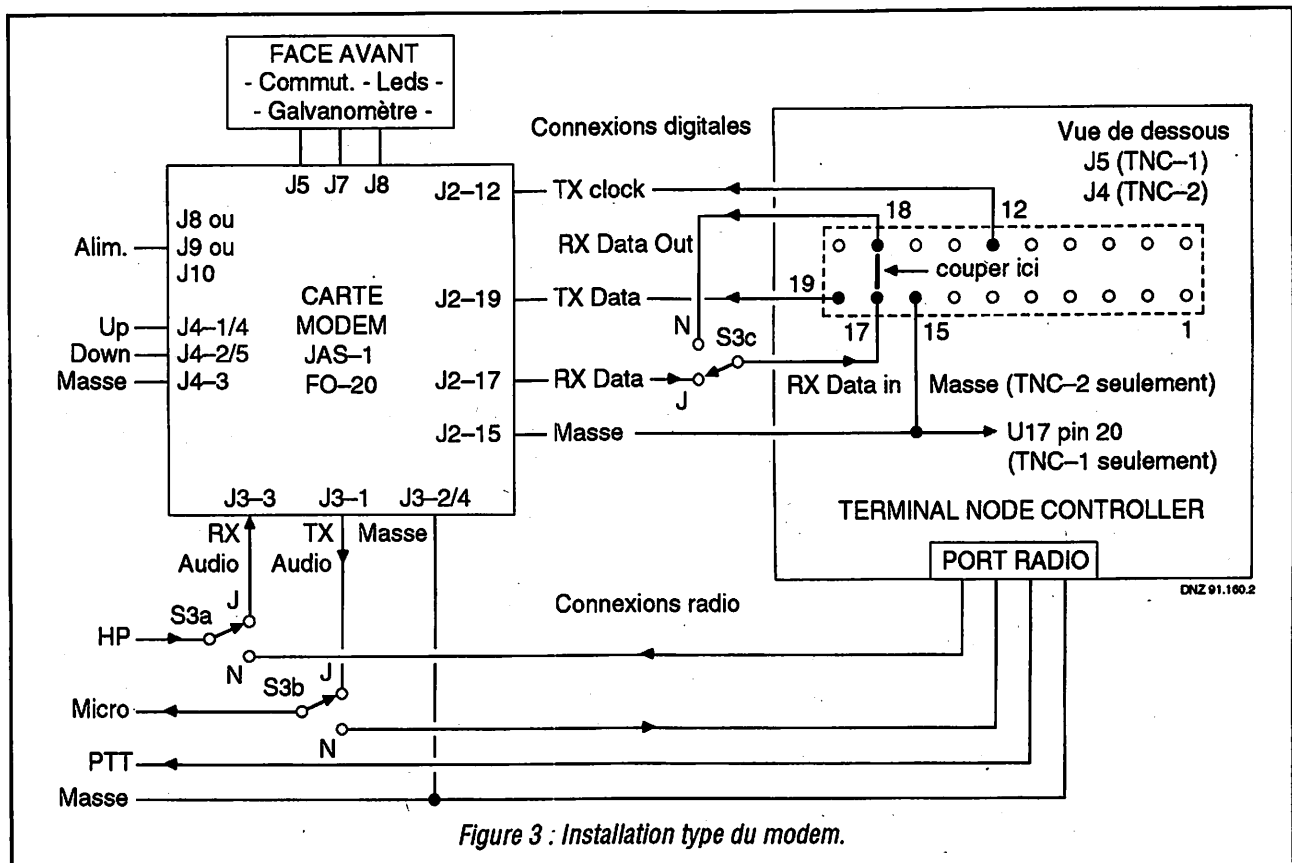 FACE AVANT
- Commut. - Leds -
- Galvanomètre -
J5 J7 J8
Connexions digitales
Vue de dessous
J5 (TNC-1)
J4 (TNC-2)
J2-12
TX clock
18
12
J8 ou
J9 ou
J10
Alim.
RX Data Out
couper ici
CARTE
MODEM
JAS-1
FO-20
J2-19
TX Data
19
17
15
1
Up
J4-1/4
Down
J4-2/5
Masse
J4-3
N
S3c
J2-17
RX Data
J
RX Data in
Masse (TNC-2 seulement)
J2-15
Masse
U17 pin 20
(TNC-1 seulement)
J3-3
J3-1
J3-2/4
TERMINAL NODE CONTROLLER
RX
Audio
TX
Audio
Masse
PORT RADIO
DNZ 91.160.2
Connexions radio
J
S3a
HP
N
J
S3b
Micro
N
PTT
Masse
Figure 3 : Installation type du modem.